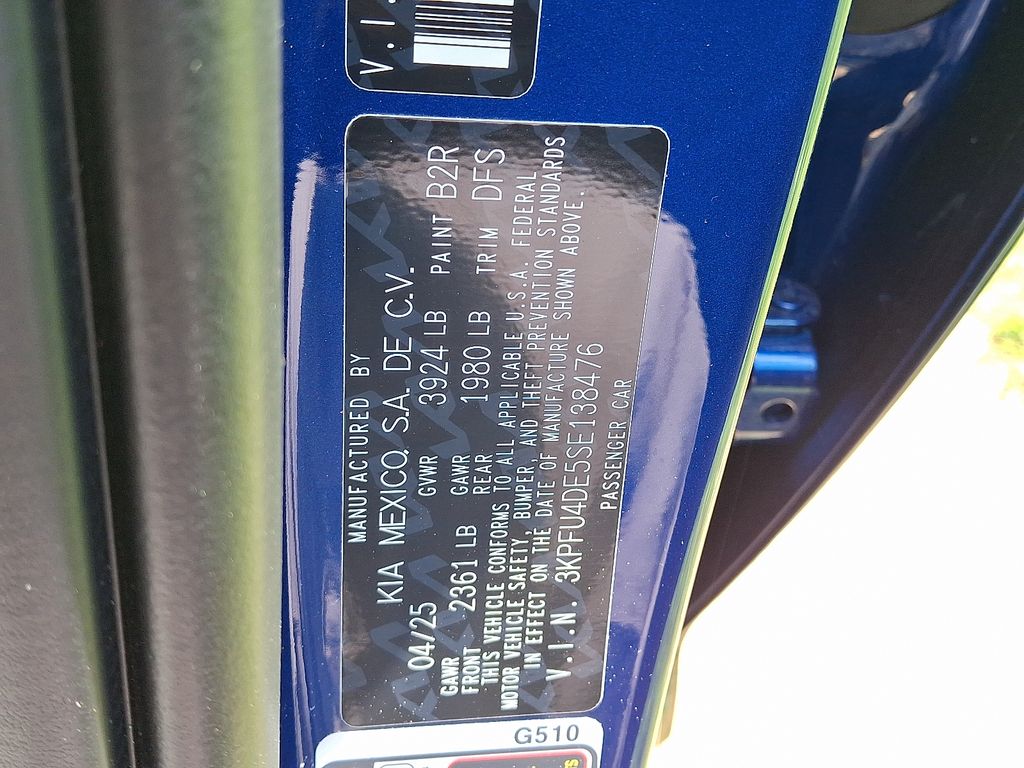 V.I.
MANUFACTURED BY
KIA MEXICO, S.A. DE C.V.
04/25 GVWR 3924 LB PAINT B2R
GAWR FRONT 2361 LB GAWR REAR 1980 LB TRIM DFS
THIS VEHICLE CONFORMS TO ALL APPLICABLE U.S.A. FEDERAL
MOTOR VEHICLE SAFETY, BUMPER, AND THEFT PREVENTION STANDARDS
IN EFFECT ON THE DATE OF MANUFACTURE SHOWN ABOVE.
V.I.N. 3KPFU4DE5SE138476
PASSENGER CAR
G510